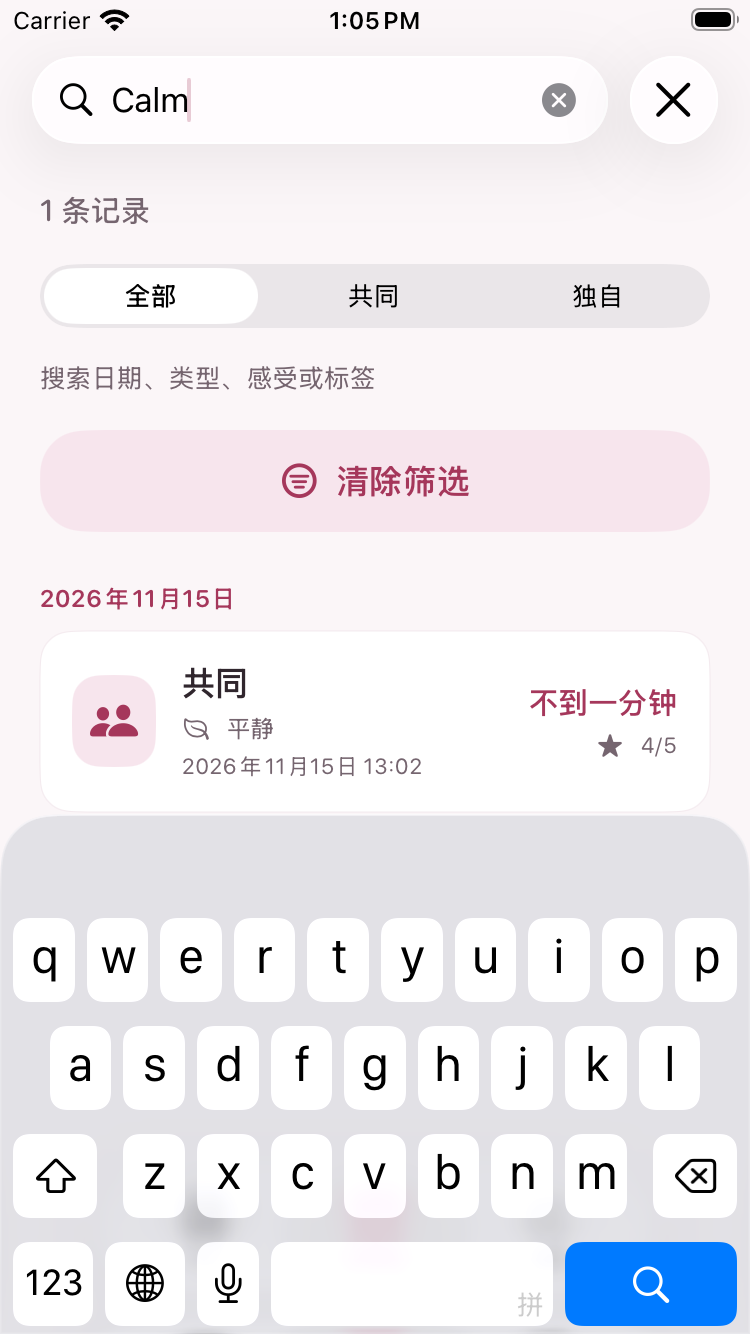 Carrier 1:05 PM
Calm
1 条记录
全部 共同 独自
搜索日期、类型、感受或标签
清除筛选
2026年11月15日
共同
不到一分钟
平静
4/5
2026年11月15日 13:02
q w e r t y u i o p
a s d f g h j k l
z x c v b n m
123 拼